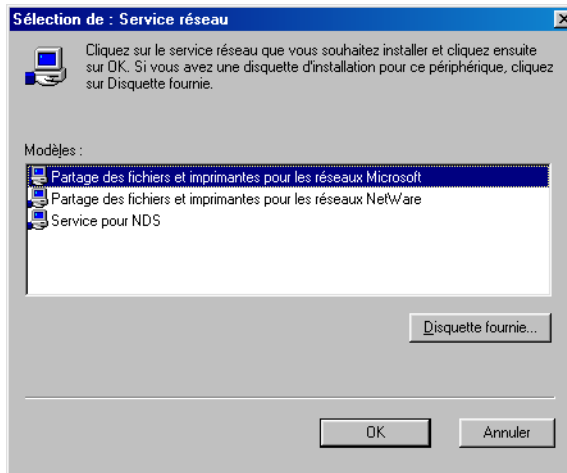 Sélection de : Service réseau
Cliquez sur le service réseau que vous souhaitez installer et cliquez ensuite
sur OK. Si vous avez une disquette d'installation pour ce périphérique, cliquez
sur Disquette fournie.
Modèles :
Partage des fichiers et imprimantes pour les réseaux Microsoft
Partage des fichiers et imprimantes pour les réseaux NetWare
Service pour NDS
Disquette fournie...
OK
Annuler